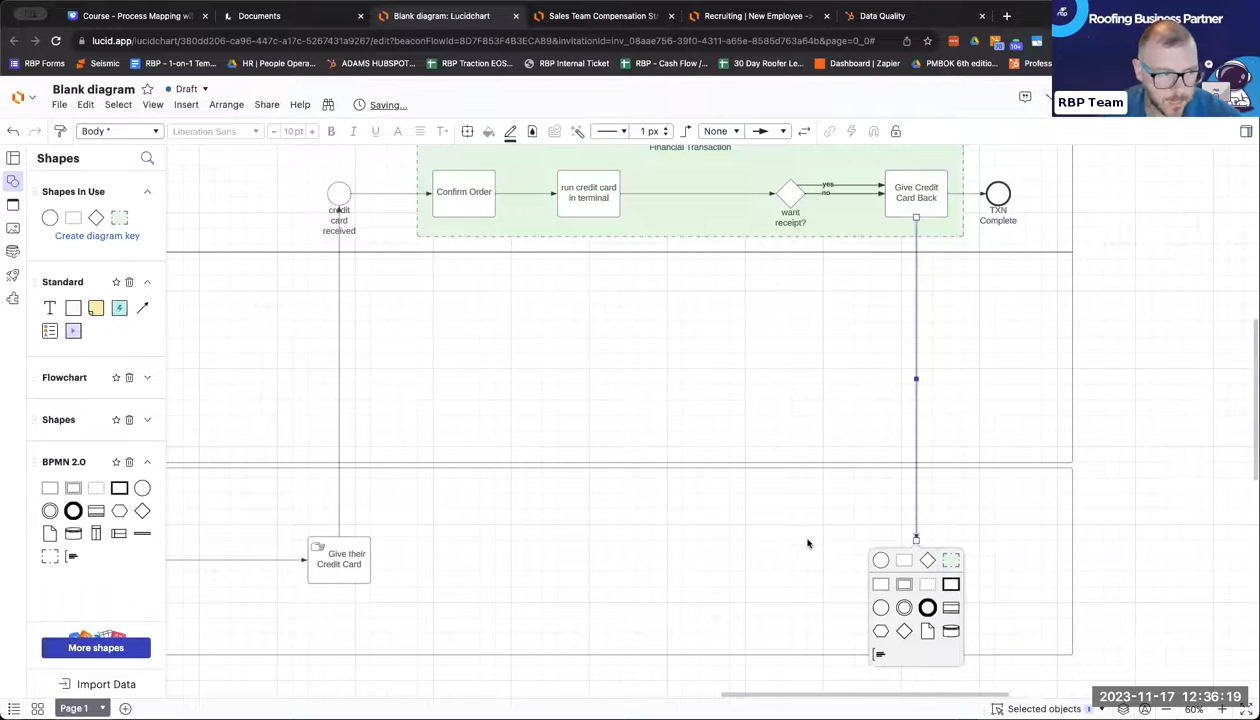 Course - Process Mapping wi
Documents
Blank diagram: Lucidchart
Sales Team Compensation St
Recruiting | New Employee ->
Data Quality
Roofing Business Partner
lucid.app/lucidchart/380dd206-ca96-447c-a17c-5267431a9267/edit?beaconFlowId=8D7F853F4B3ECA89&invitationId=inv_08aae756-39f0-4311-a65e-8585d763a64b&page=0_0#
RBP Forms
Seismic
RBP - 1-on-1 Tem...
HR | People Opera...
ADAMS HUBSPOT...
RBP Traction EOS...
RBP Internal Ticket
RBP - Cash Flow /...
30 Day Roofer Le...
Dashboard | Zapier
PMBOK 6th editio...
Profess
Blank diagram
Draft
RBP Team
File Edit Select View Insert Arrange Share Help
Saving...
Body *
Liberation Sans
10 pt
1 px
None
Shapes
Financial Transaction
Shapes In Use
Confirm Order
run credit card
in terminal
yes
no
Give Credit
Card Back
credit
card
received
want
receipt?
TXN
Complete
Create diagram key
Standard
Flowchart
Shapes
BPMN 2.0
Give their
Credit Card
More shapes
Import Data
Page 1
Selected objects
2023-11-17 12:36:19
60%